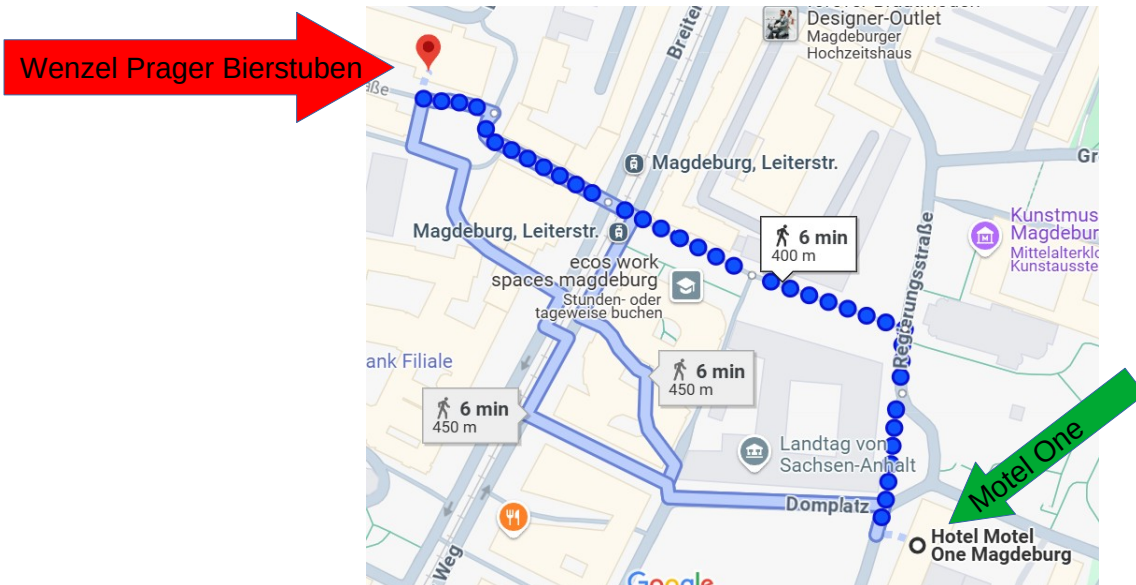 Designer-Outlet
Magdeburger
Hochzeitshaus
Wenzel Prager Bierstuben
Breiter
Magdeburg, Leiterstr.
Gr
Kunstmus
Magdebur
Mittelalterklo
Kunstausste
Magdeburg, Leiterstr.
6 min
400 m
Regierungsstraße
ecos work
spaces magdeburg
Stunden- oder
tageweise buchen
ank Filiale
6 min
450 m
6 min
450 m
Landtag von
Sachsen-Anhalt
Motel One
Domplatz
Hotel Motel
One Magdeburg
Weg
Google